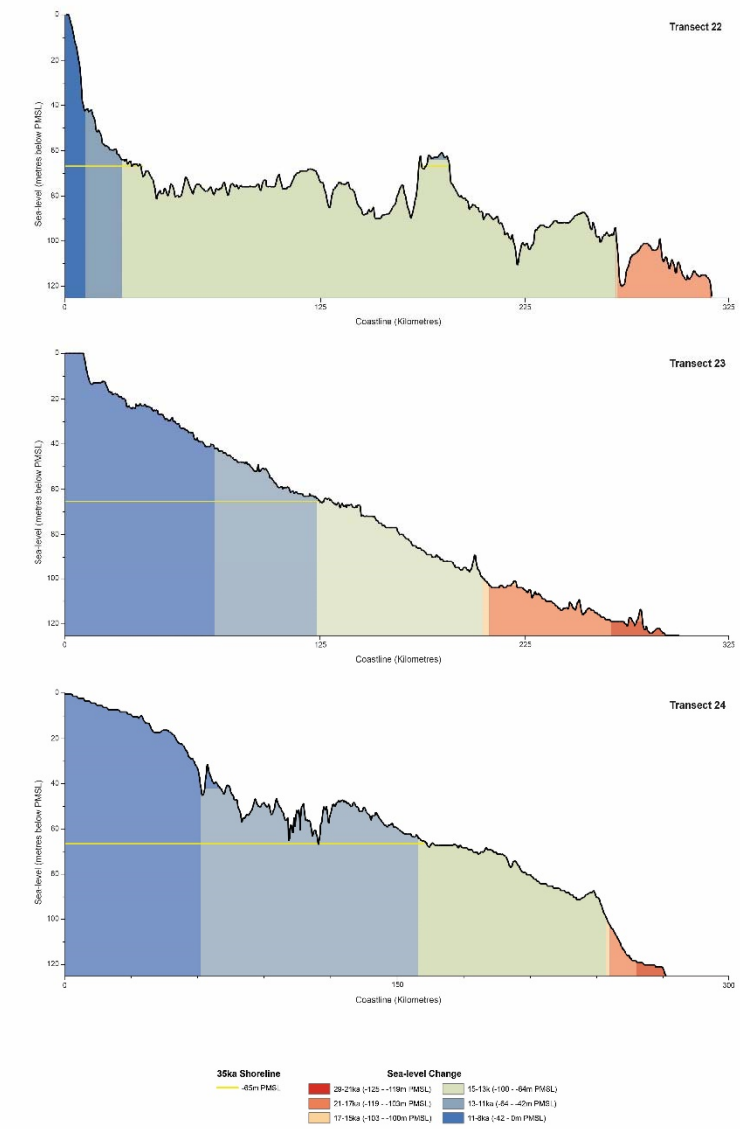 Transect 22
Sea-level (metres below PMSL)
0
20
40
60
80
100
120
0
125
225
325
Coastline (Kilometres)
Transect 23
Sea-level (metres below PMSL)
0
20
40
60
80
100
120
0
125
225
325
Coastline (Kilometres)
Transect 24
Sea-level (metres below PMSL)
0
20
40
60
80
100
120
0
150
300
Coastline (Kilometres)
35ka Shoreline
-65m PMSL
Sea-level Change
29-21ka (-125 - -119m PMSL)
21-17ka (-119 - -103m PMSL)
17-15ka (-103 - -100m PMSL)
15-13k (-100 - -64m PMSL)
13-11ka (-64 - -42m PMSL)
11-8ka (-42 - 0m PMSL)